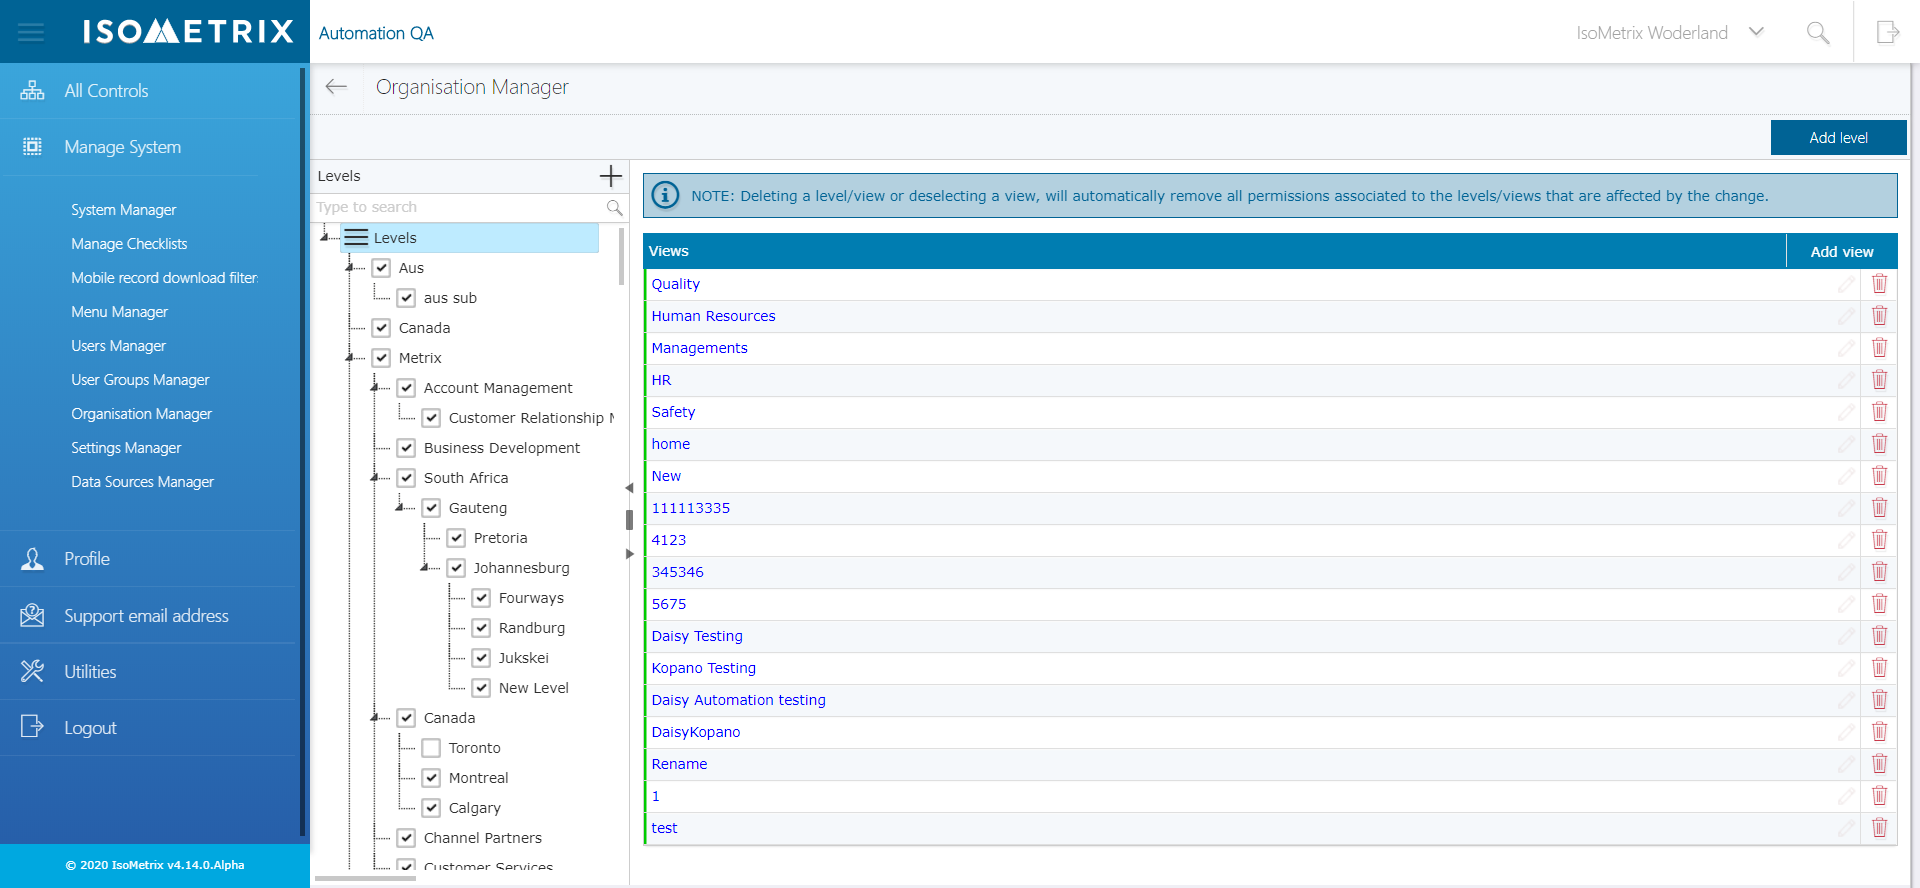 ISOMETRIX
Automation QA
IsoMetrix Woderland
All Controls
Manage System
System Manager
Manage Checklists
Mobile record download filter
Menu Manager
Users Manager
User Groups Manager
Organisation Manager
Settings Manager
Data Sources Manager
Profile
Support email address
Utilities
Logout
© 2020 IsoMetrix v4.14.0.Alpha
Organisation Manager
Add level
Levels
Type to search
Levels
Aus
aus sub
Canada
Metrix
Account Management
Customer Relationship
Business Development
South Africa
Gauteng
Pretoria
Johannesburg
Fourways
Randburg
Jukskei
New Level
Canada
Toronto
Montreal
Calgary
Channel Partners
Customer Services
NOTE: Deleting a level/view or deselecting a view, will automatically remove all permissions associated to the levels/views that are affected by the change.
Views
Add view
Quality
Human Resources
Managements
HR
Safety
home
New
111113335
4123
345346
5675
Daisy Testing
Kopano Testing
Daisy Automation testing
DaisyKopano
Rename
1
test